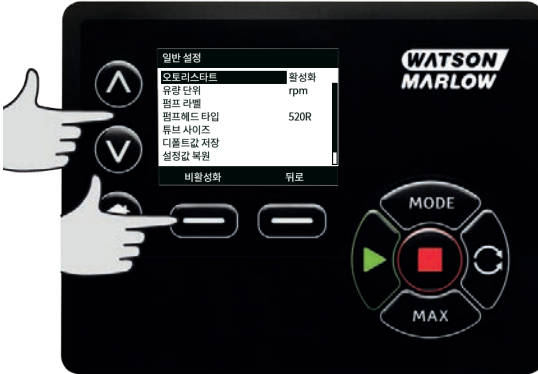 WATSON
MARLOW
일반 설정
오토리스타트 활성화
유량 단위 rpm
펌프 라벨
펌프헤드 타입 520R
튜브 사이즈
디폴트값 저장
설정값 복원
비활성화 뒤로
MODE
MAX